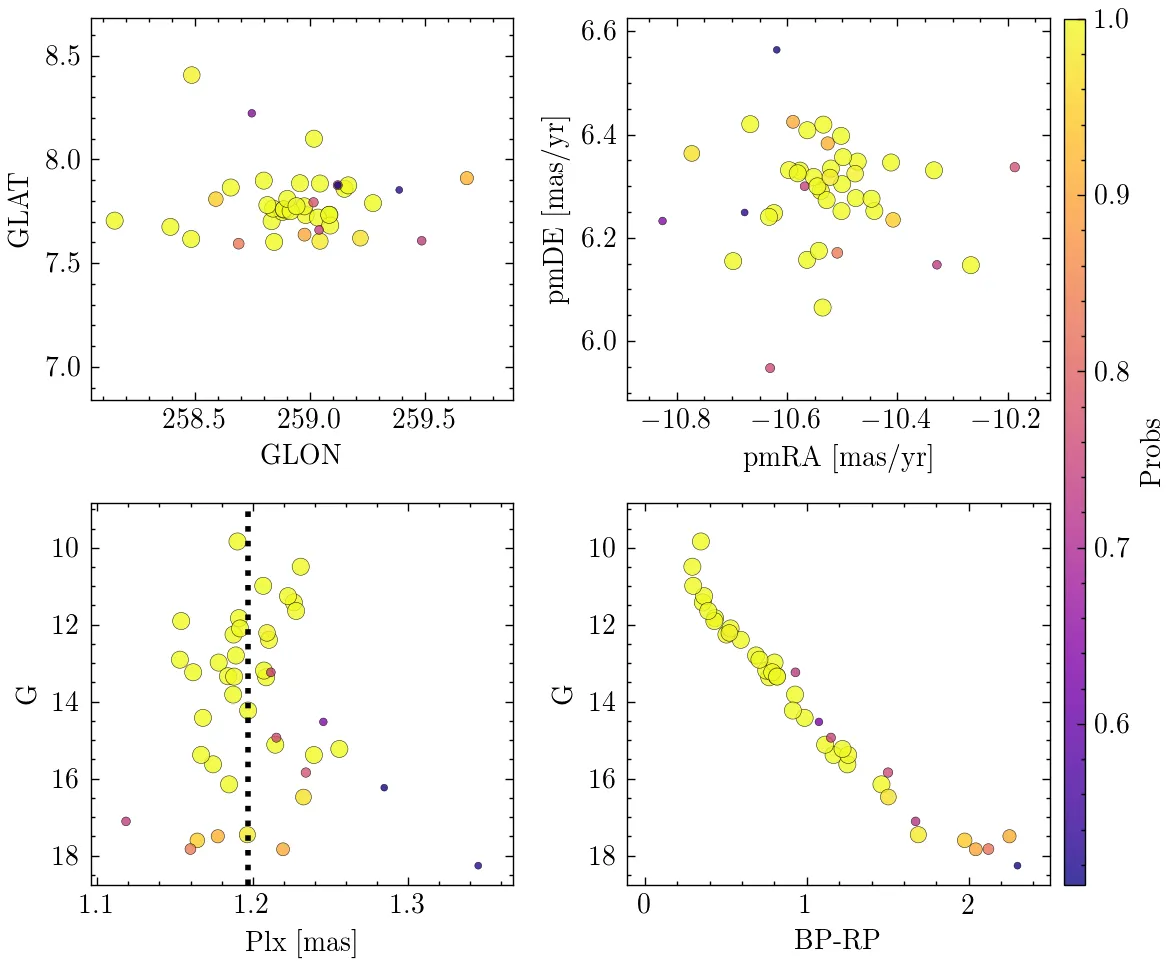 8.5
8.0
7.5
7.0
GLAT
258.5 259.0 259.5
GLON
6.6
6.4
6.2
6.0
pmDE [mas/yr]
−10.8 −10.6 −10.4 −10.2
pmRA [mas/yr]
10
12
14
16
18
G
1.1 1.2 1.3
Plx [mas]
10
12
14
16
18
G
0 1 2
BP-RP
1.0
0.9
0.8
0.7
0.6
Probs